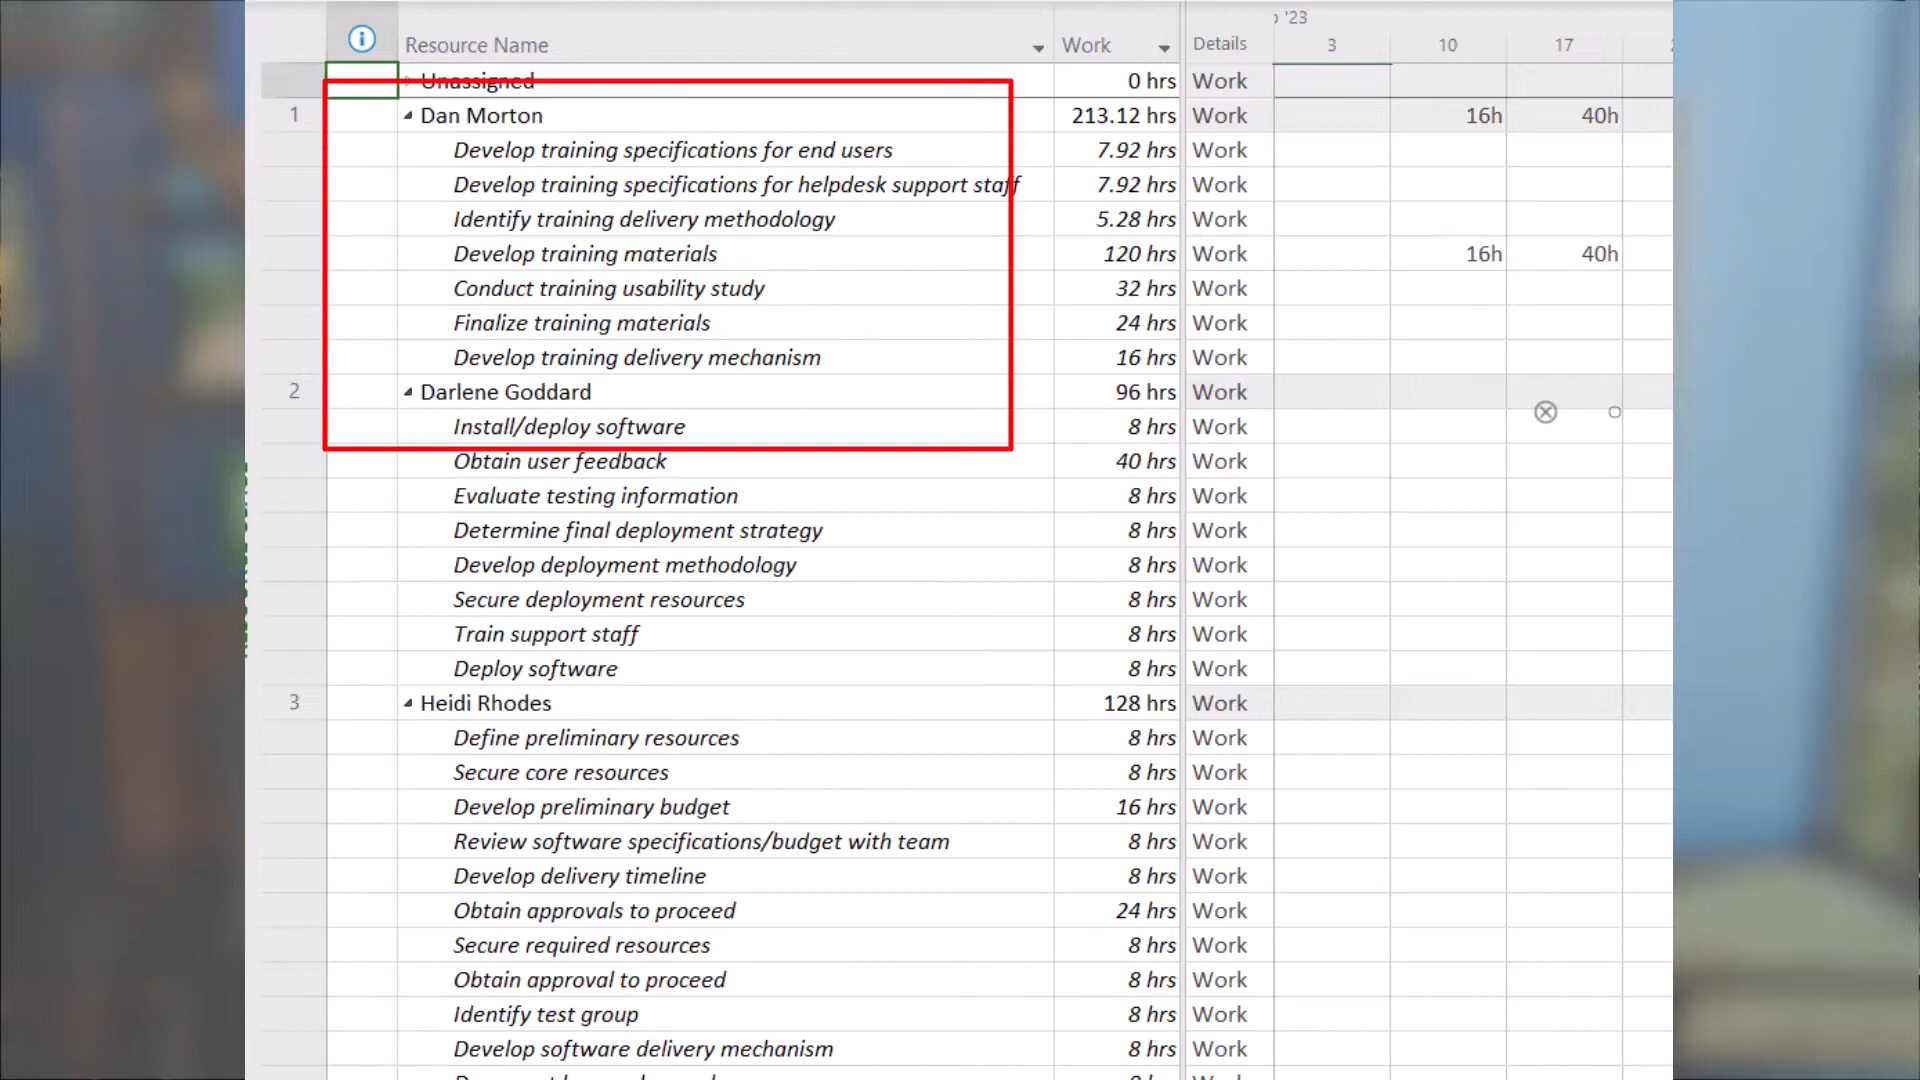 '23
Resource Name Work Details 3 10 17
Unassigned 0 hrs Work
1 Dan Morton 213.12 hrs Work 16h 40h
Develop training specifications for end users 7.92 hrs Work
Develop training specifications for helpdesk support staff 7.92 hrs Work
Identify training delivery methodology 5.28 hrs Work
Develop training materials 120 hrs Work 16h 40h
Conduct training usability study 32 hrs Work
Finalize training materials 24 hrs Work
Develop training delivery mechanism 16 hrs Work
2 Darlene Goddard 96 hrs Work
Install/deploy software 8 hrs Work
Obtain user feedback 40 hrs Work
Evaluate testing information 8 hrs Work
Determine final deployment strategy 8 hrs Work
Develop deployment methodology 8 hrs Work
Secure deployment resources 8 hrs Work
Train support staff 8 hrs Work
Deploy software 8 hrs Work
3 Heidi Rhodes 128 hrs Work
Define preliminary resources 8 hrs Work
Secure core resources 8 hrs Work
Develop preliminary budget 16 hrs Work
Review software specifications/budget with team 8 hrs Work
Develop delivery timeline 8 hrs Work
Obtain approvals to proceed 24 hrs Work
Secure required resources 8 hrs Work
Obtain approval to proceed 8 hrs Work
Identify test group 8 hrs Work
Develop software delivery mechanism 8 hrs Work